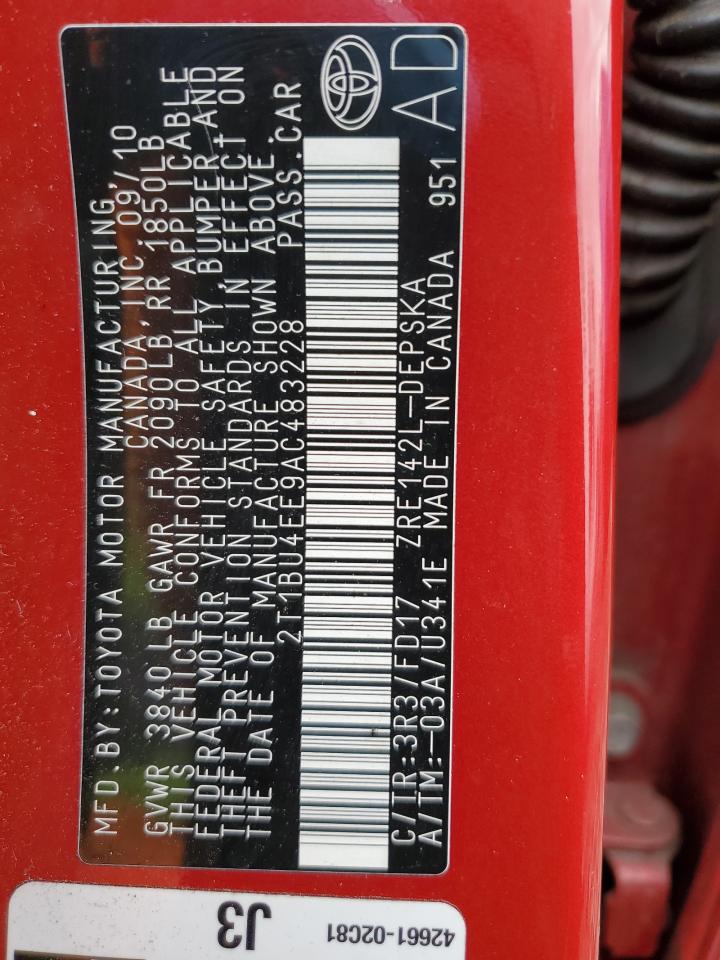 MFD.BY:TOYOTA MOTOR MANUFACTURING,
CANADA,INC. 09/10
GVWR 3840 LB GAWR FR 2090LB RR 1850LB
THIS VEHICLE CONFORMS TO ALL APPLICABLE
FEDERAL MOTOR VEHICLE SAFETY,BUMPER,AND
THEFT PREVENTION STANDARDS IN EFFECT ON
THE DATE OF MANUFACTURE SHOWN ABOVE.
2T1BU4EE9AC483228 PASS.CAR
C/TR:3R3/FD17 ZRE142L-DEPSKA
A/TM:-03A/U341E MADE IN CANADA 951
AD
J3
42661-02C81